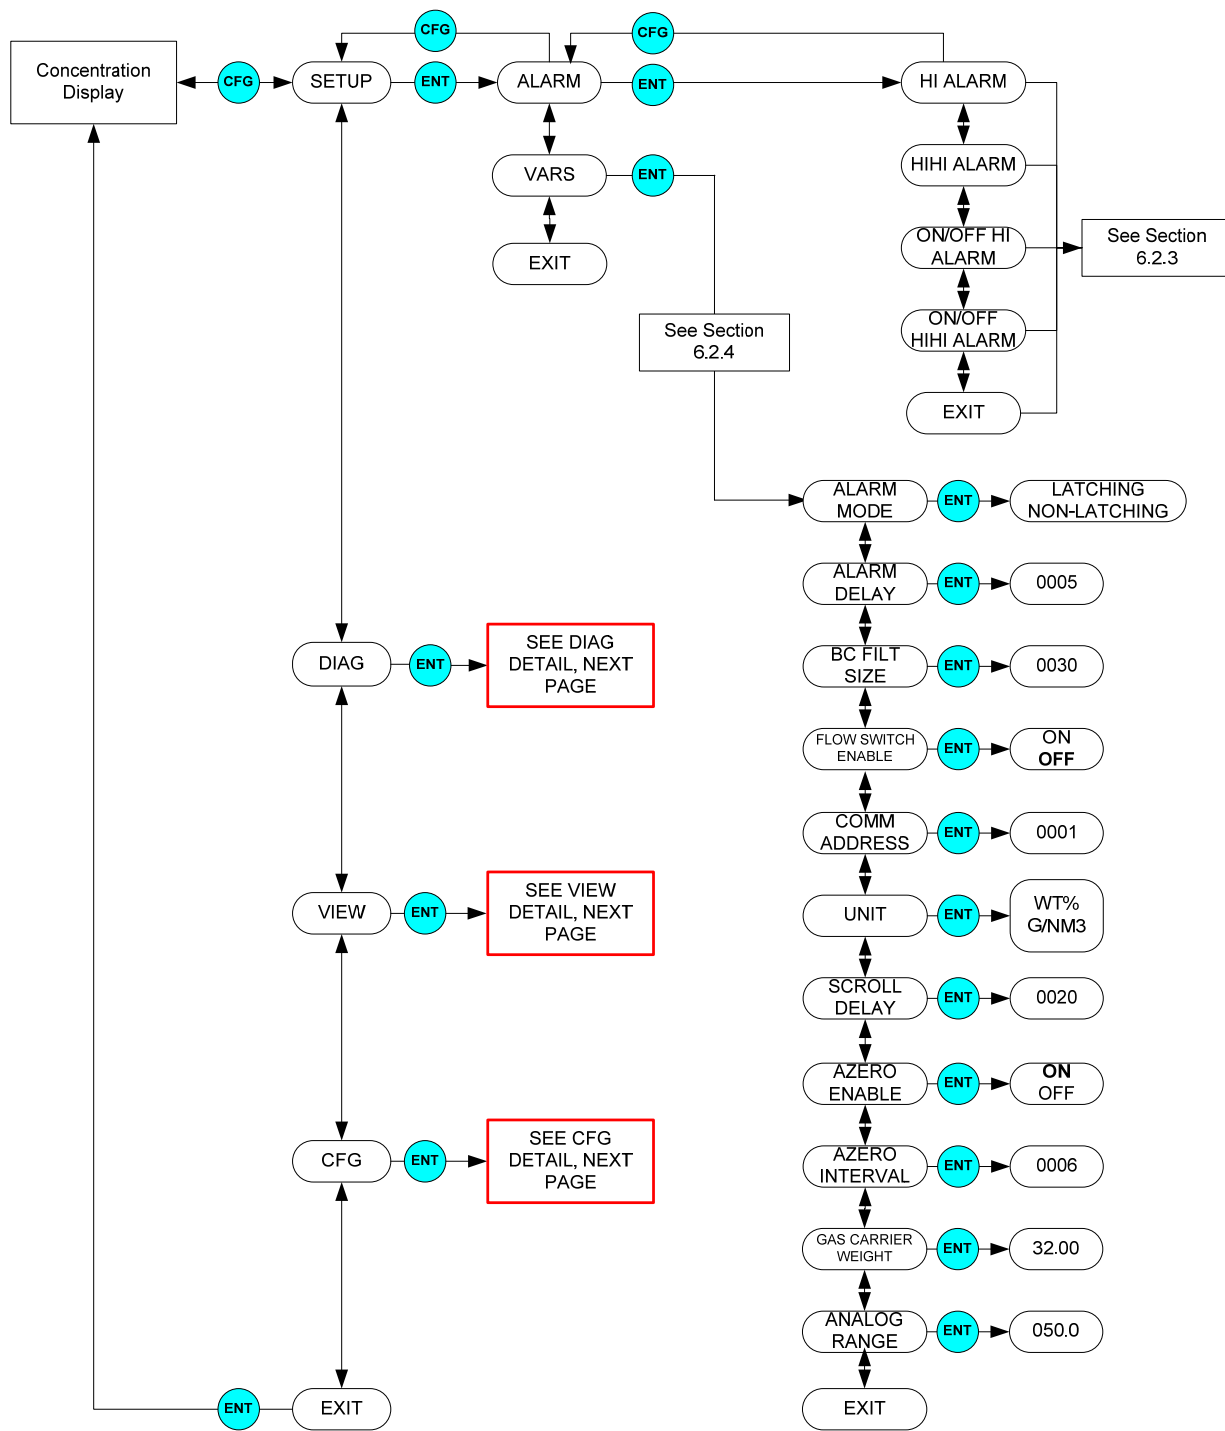 CFG
CFG
Concentration
Display
CFG
SETUP
ENT
ALARM
ENT
HI ALARM
HIHI ALARM
VARS
ENT
ON/OFF HI
ALARM
See Section
6.2.3
EXIT
See Section
6.2.4
ON/OFF
HIHI ALARM
EXIT
ALARM
MODE
ENT
LATCHING
NON-LATCHING
ALARM
DELAY
ENT
0005
DIAG
ENT
SEE DIAG
DETAIL, NEXT
PAGE
BC FILT
SIZE
ENT
0030
FLOW SWITCH
ENABLE
ENT
ON
OFF
COMM
ADDRESS
ENT
0001
VIEW
ENT
SEE VIEW
DETAIL, NEXT
PAGE
UNIT
ENT
WT%
G/NM3
SCROLL
DELAY
ENT
0020
AZERO
ENABLE
ENT
ON
OFF
CFG
ENT
SEE CFG
DETAIL, NEXT
PAGE
AZERO
INTERVAL
ENT
0006
GAS CARRIER
WEIGHT
ENT
32.00
ANALOG
RANGE
ENT
050.0
ENT
EXIT
EXIT